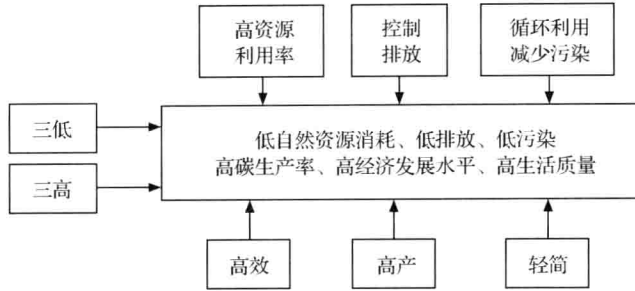 高资源
利用率
控制
排放
循环利用
减少污染
三低
低自然资源消耗、低排放、低污染
高碳生产率、高经济发展水平、高生活质量
三高
高效
高产
轻简